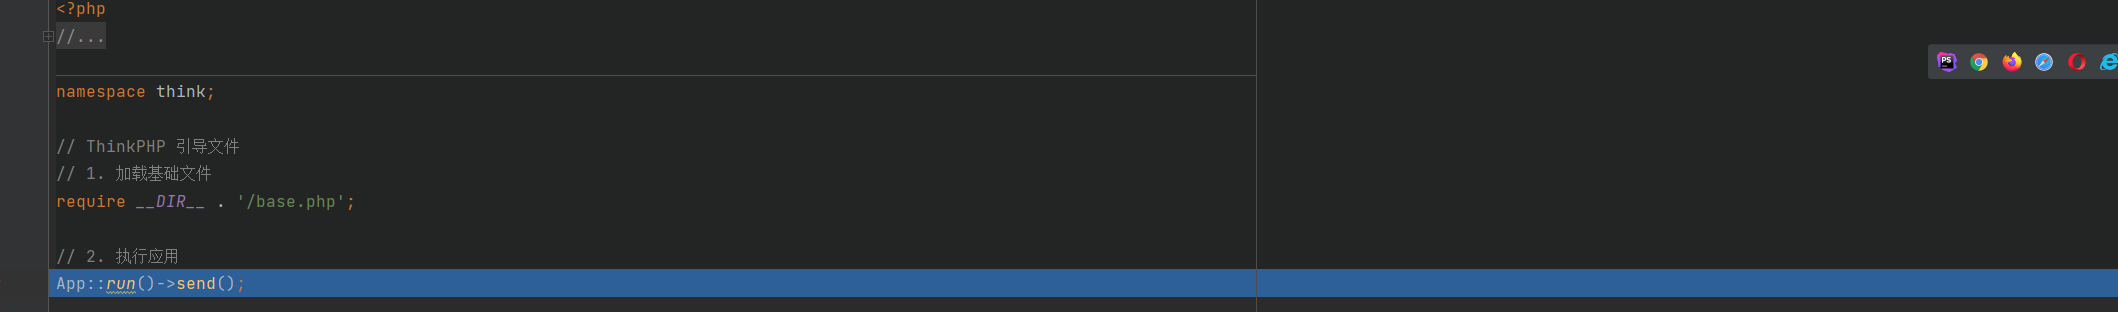 <?php
//...
namespace think;
// ThinkPHP 引导文件
// 1. 加载基础文件
require __DIR__ . '/base.php';
// 2. 执行应用
App::run()->send();
PS